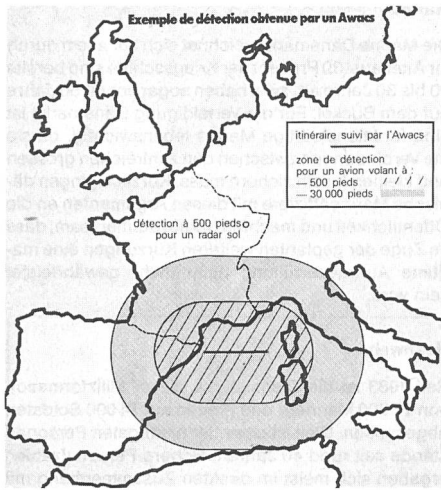 Exemple de détection obtenue par un Awacs
itinéraire suivi par l'Awacs
zone de détection
pour un avion volant à :
— 500 pieds
— 30 000 pieds
détection à 500 pieds
pour un radar sol